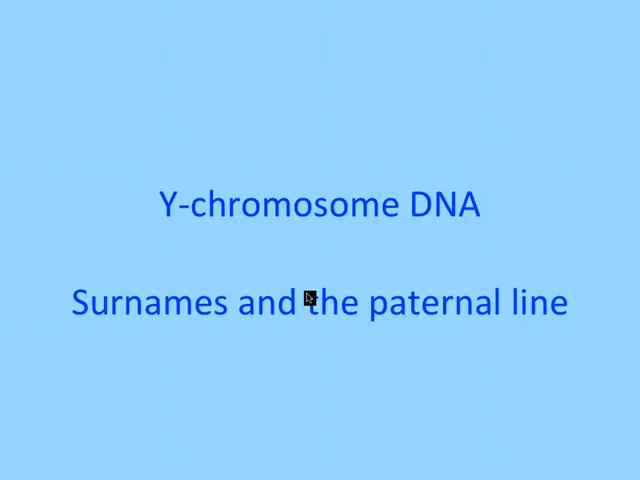 Y-chromosome DNA
Surnames and the paternal line